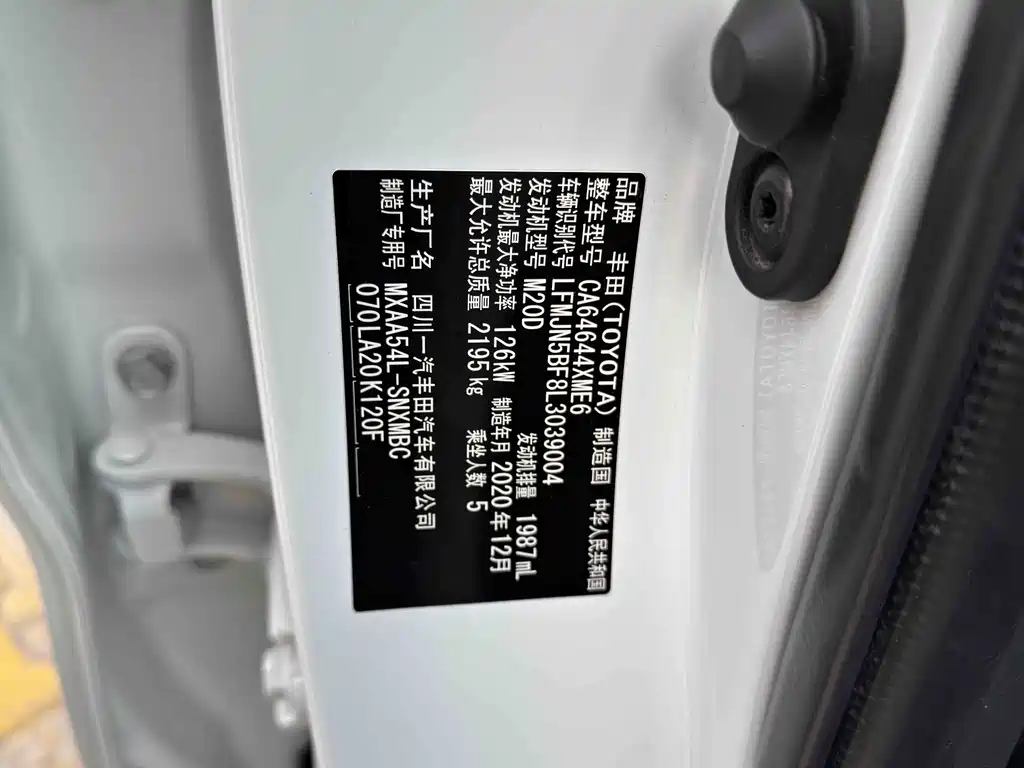 品牌 丰田(TOYOTA) 制造国 中华人民共和国
整车型号 CA64644XME6
车辆识别代号 LFMJN5BF8L3039004
发动机型号 M20D 发动机排量 1987mL
发动机最大净功率 126kW 制造年月 2020年12月
最大允许总质量 2195kg 乘坐人数 5
生产厂名 四川一汽丰田汽车有限公司
制造厂专用号 MXAA54L-SNXMBC
070LA20K120F